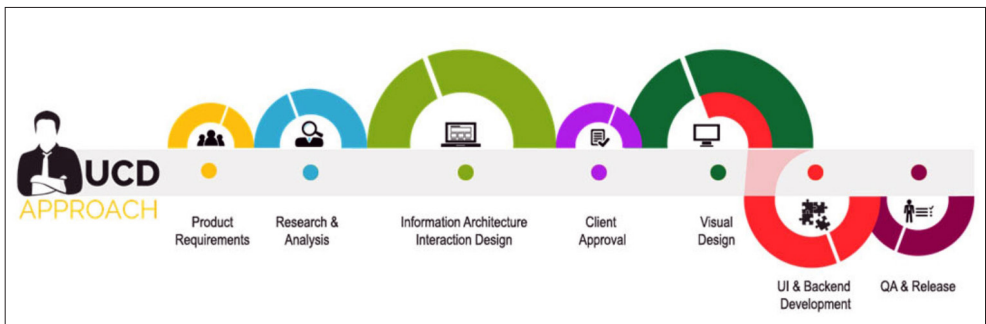 UCD
APPROACH
Product
Requirements
Research &
Analysis
Information Architecture
Interaction Design
Client
Approval
Visual
Design
UI & Backend
Development
QA & Release